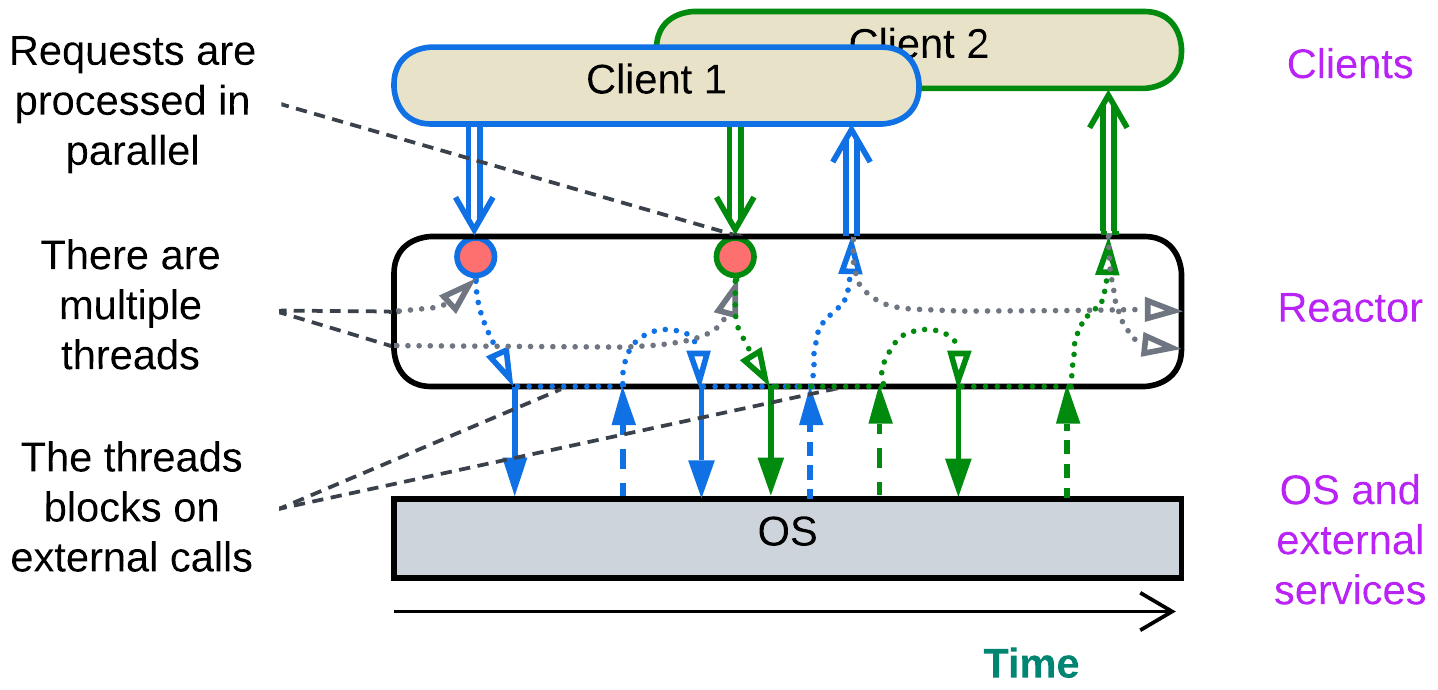 Requests are
processed in
parallel
There are
multiple
threads
The threads
blocks on
external calls
Client 2
Client 1
OS
Time
Clients
Reactor
OS and
external
services